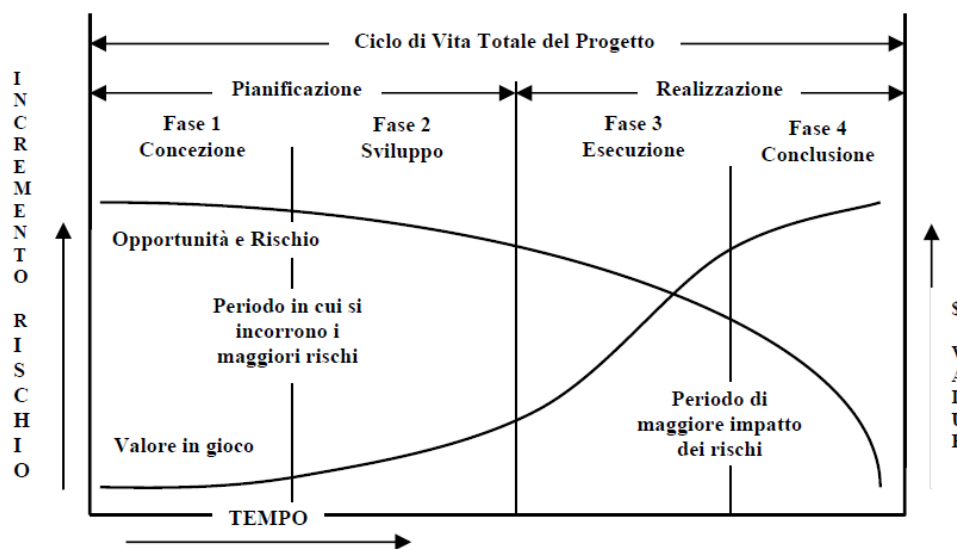 Ciclo di Vita Totale del Progetto
Pianificazione
Realizzazione
Fase 1
Concezione
Fase 2
Sviluppo
Fase 3
Esecuzione
Fase 4
Conclusione
INCREMENTO RISCHIO
Opportunità e Rischio
Periodo in cui si
incorrono i
maggiori rischi
Valore in gioco
Periodo di
maggiore impatto
dei rischi
TEMPO